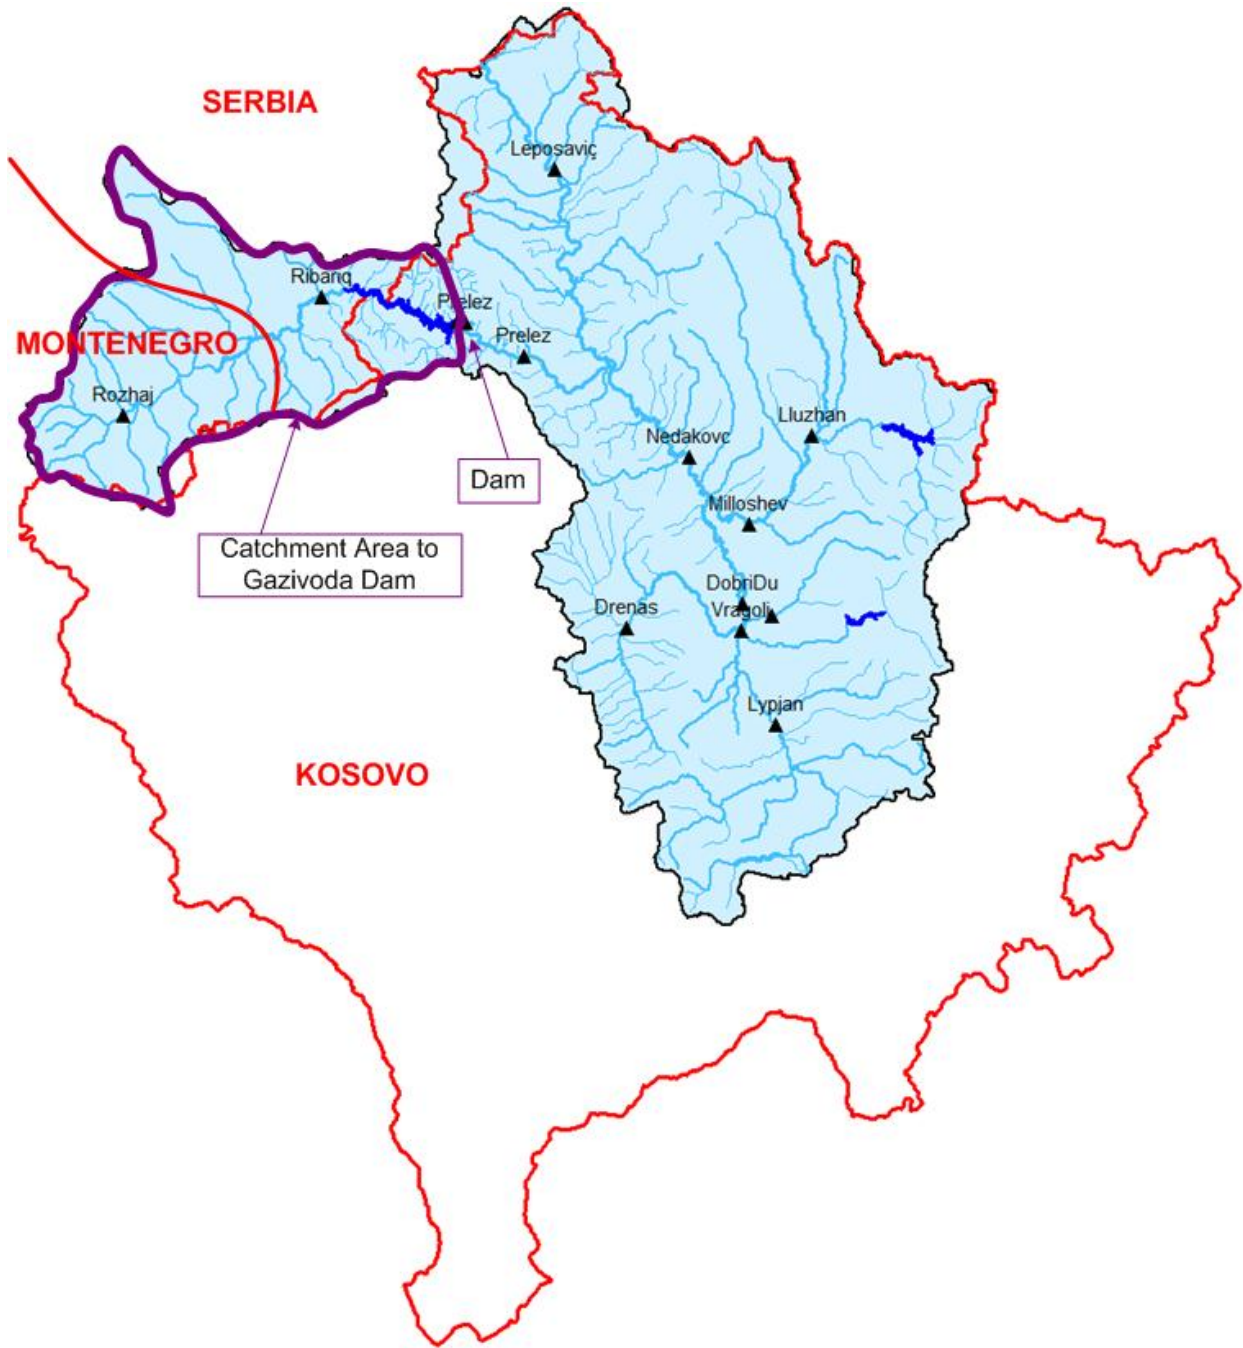 SERBIA
Leposaviç
Ribariq
Prelez
Prelez
MONTENEGRO
Rozhaj
Lluzhan
Nedakovc
Dam
Milloshev
Catchment Area to
Gazivoda Dam
DobriDu
Drenas
Vragoli
Lypjan
KOSOVO